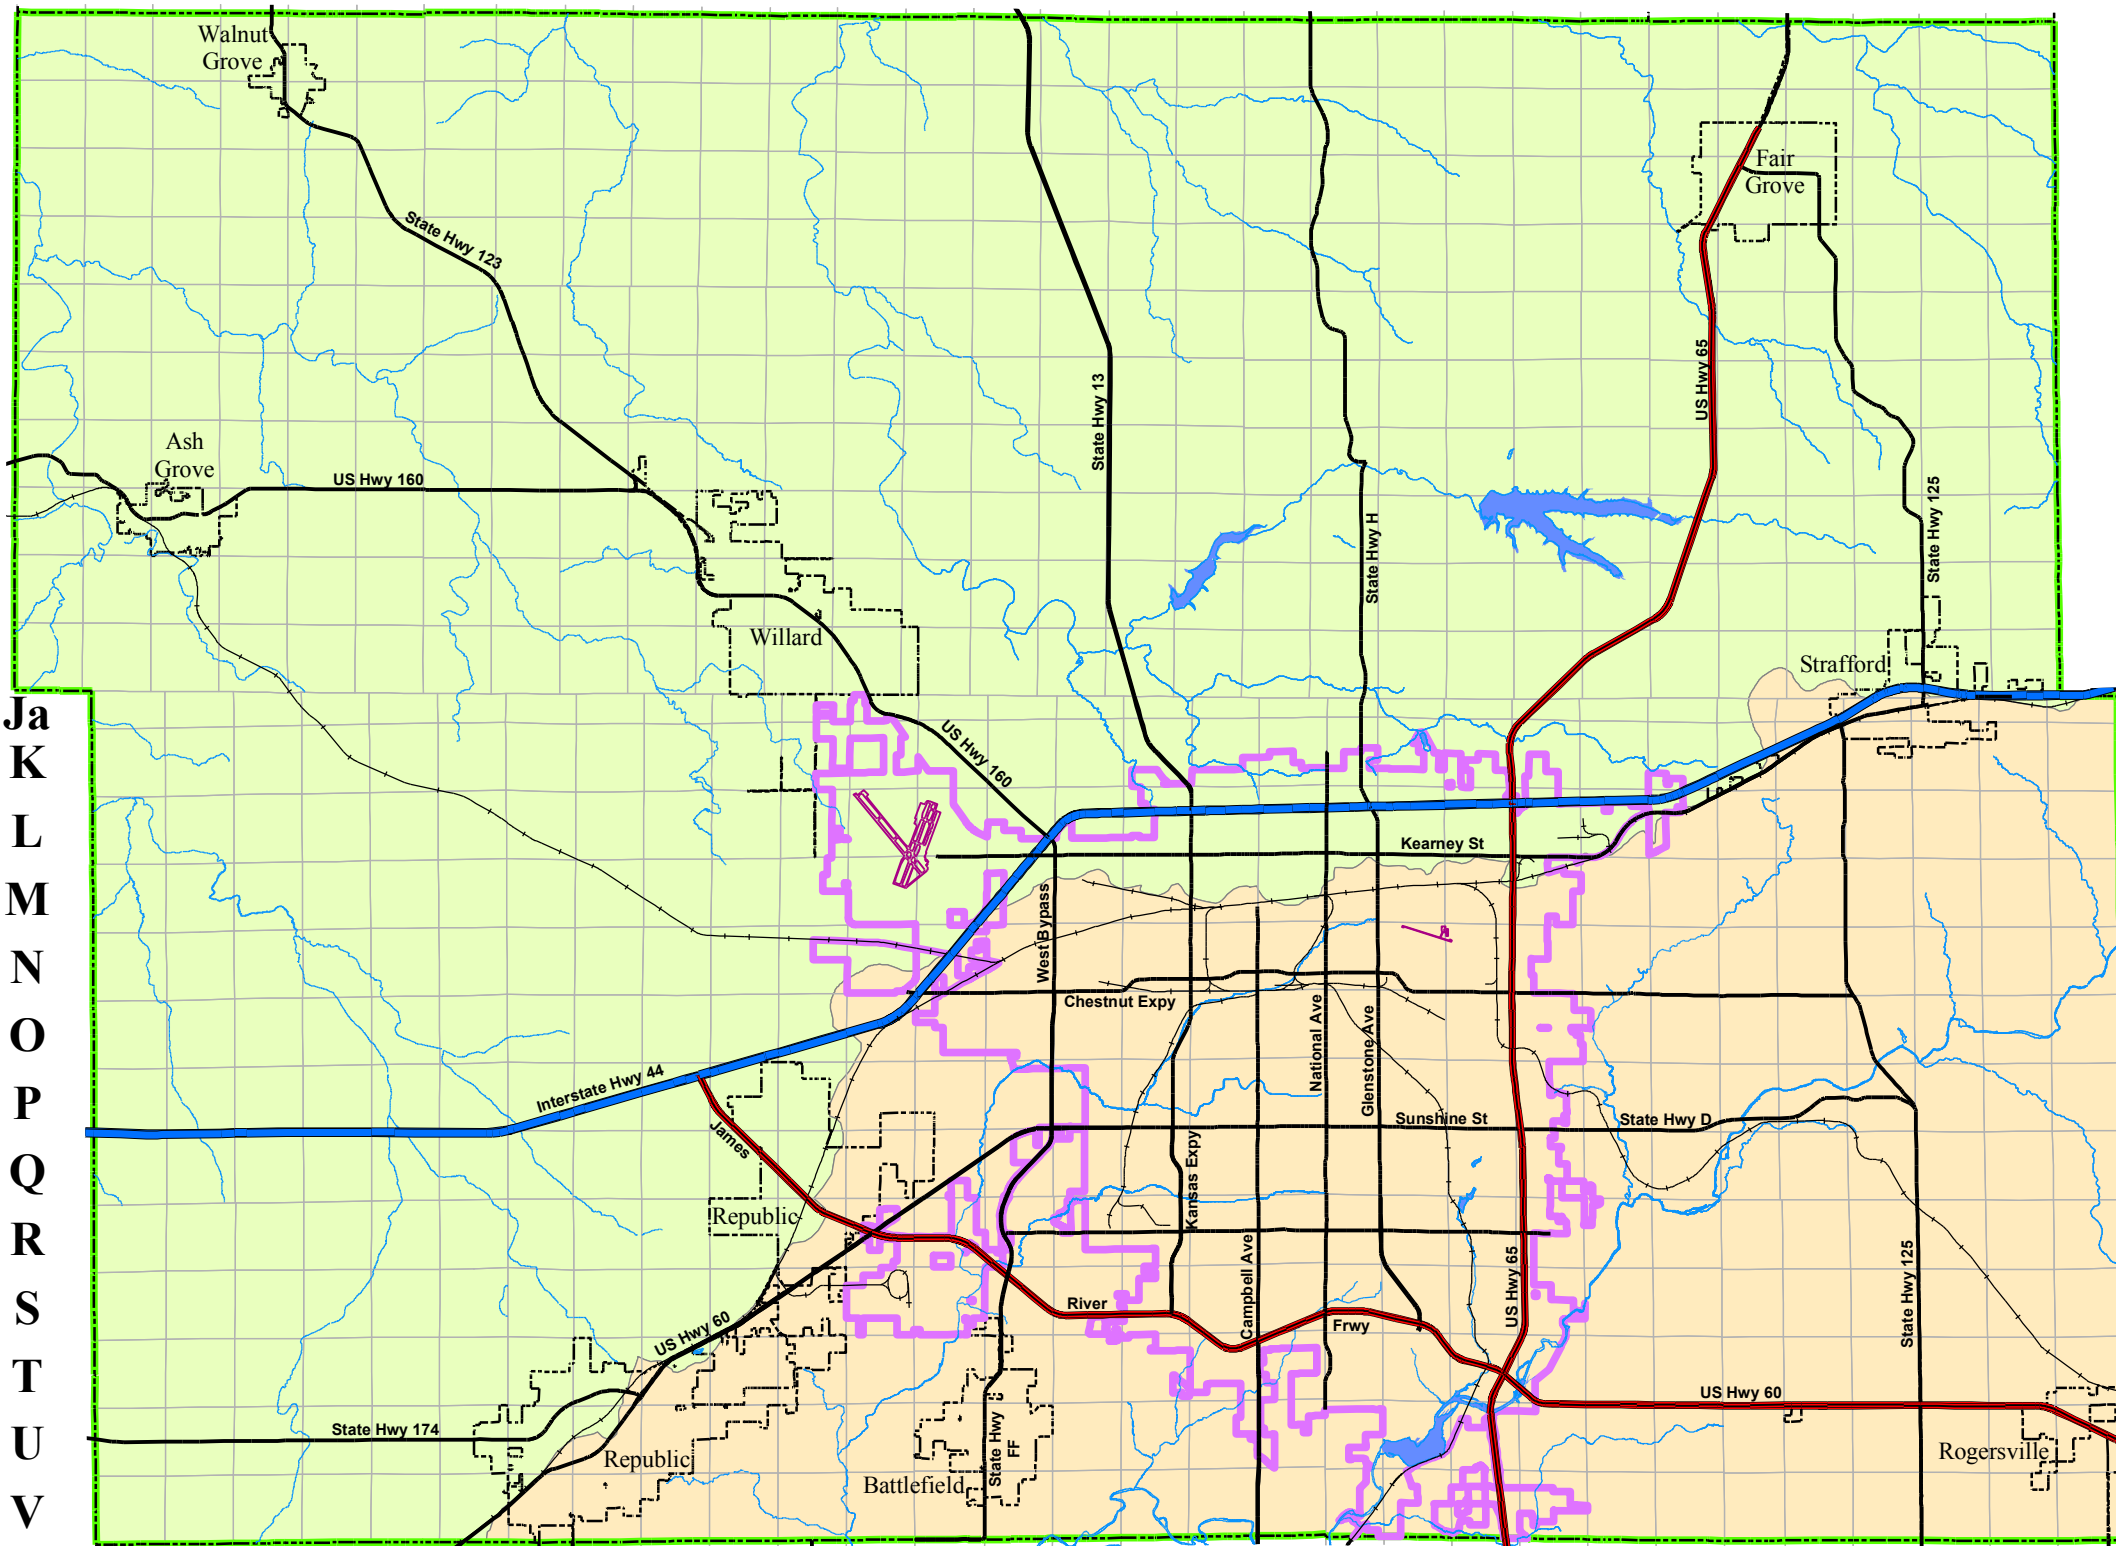 Walnut
Grove
Fair
Grove
State Hwy 123
State Hwy 13
US Hwy 65
Ash
Grove
US Hwy 160
State Hwy H
State Hwy 125
Willard
Strafford
Ja
K
L
M
N
O
P
Q
R
S
T
U
V
US Hwy 160
Kearney St
West Bypass
Chestnut Expy
National Ave
Glenstone Ave
Interstate Hwy 44
James
Sunshine St
State Hwy D
Kansas Expy
Republic
Campbell Ave
US Hwy 65
State Hwy 125
River
Frwy
US Hwy 60
US Hwy 60
State Hwy 174
Republic
Battlefield
State Hwy
FF
Rogersville